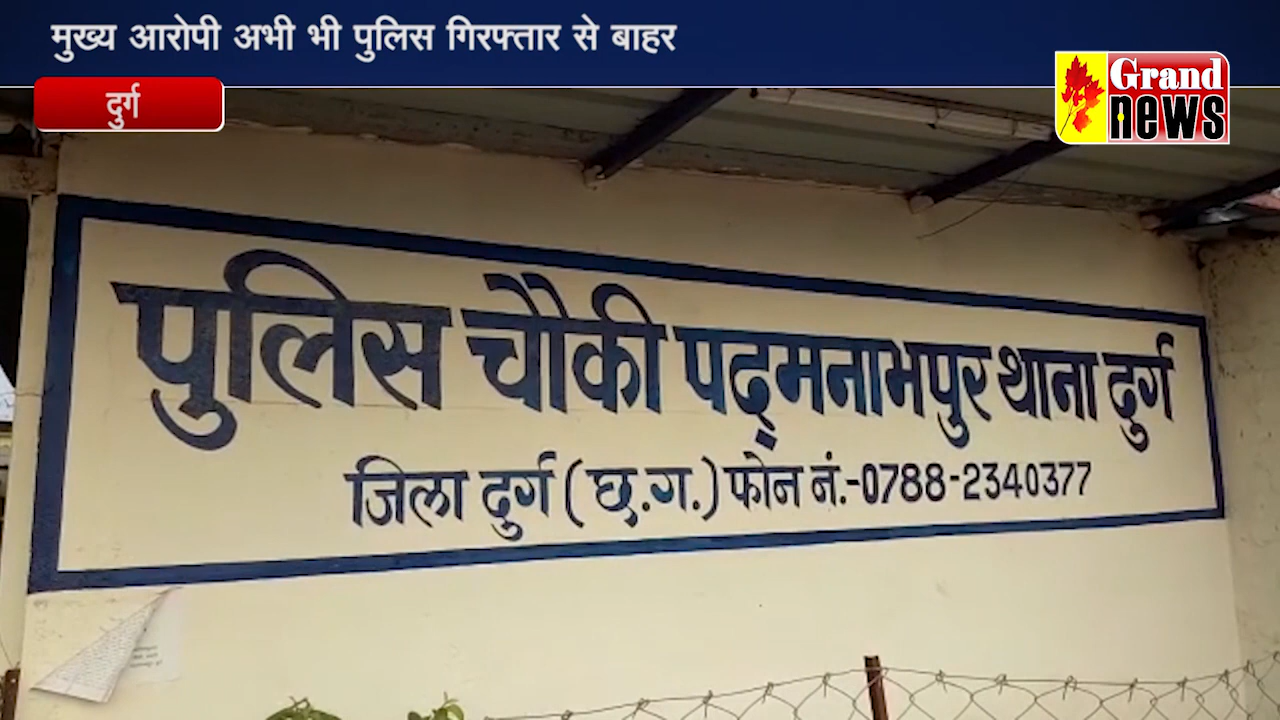 मुख्य आरोपी अभी भी पुलिस गिरफ्तार से बाहर
दुर्ग
Grand
news
पुलिस चौकी पद्‌मनाभपुर थाना दुर्ग
जिला दुर्ग (छ.ग.) फोन नं.-0788-2340377